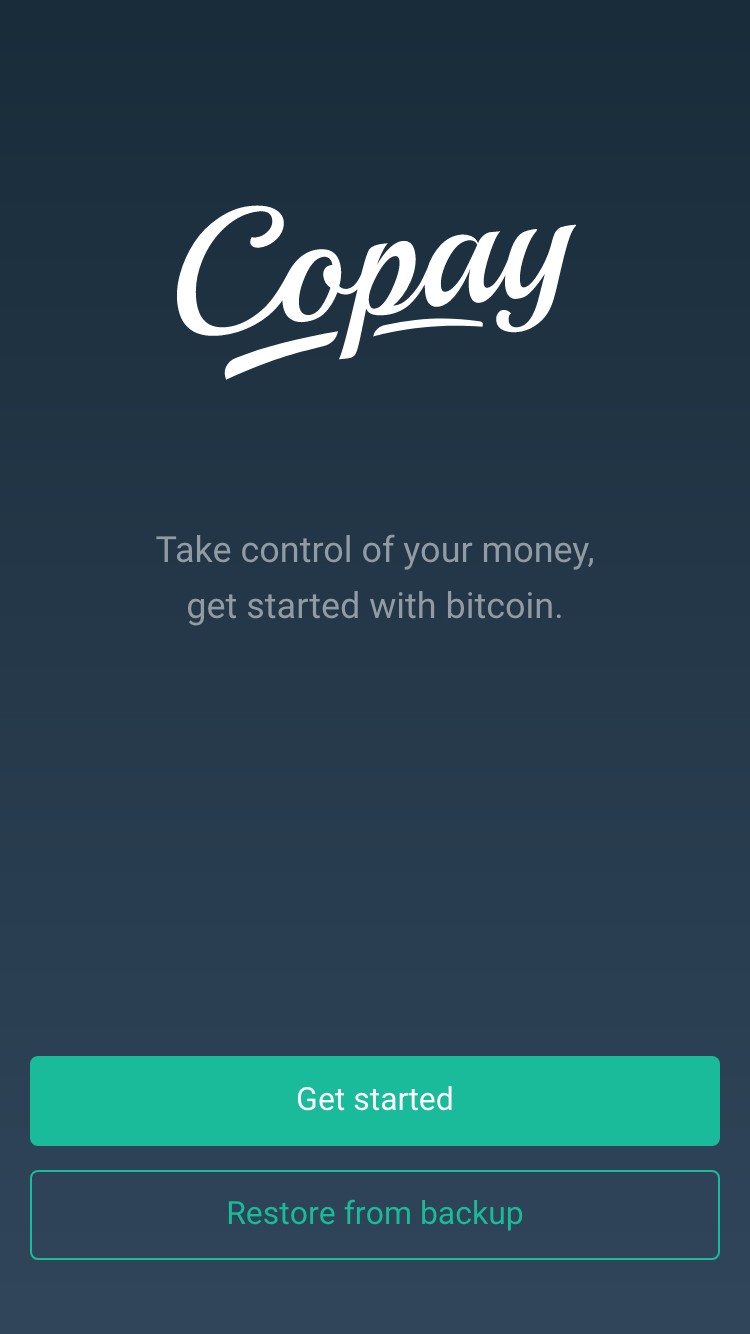 Copay
Take control of your money,
get started with bitcoin.
Get started
Restore from backup